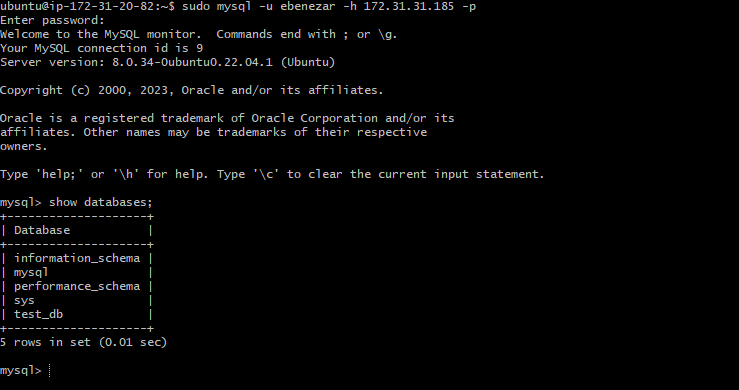 ubuntu@ip-172-31-20-82:~$ sudo mysql -u ebenezar -h 172.31.31.185 -p
Enter password:
Welcome to the MySQL monitor.  Commands end with ; or \g.
Your MySQL connection id is 9
Server version: 8.0.34-0ubuntu0.22.04.1 (Ubuntu)

Copyright (c) 2000, 2023, Oracle and/or its affiliates.

Oracle is a registered trademark of Oracle Corporation and/or its
affiliates. Other names may be trademarks of their respective
owners.

Type 'help;' or '\h' for help. Type '\c' to clear the current input statement.

mysql> show databases;
+--------------------+
| Database           |
+--------------------+
| information_schema |
| mysql              |
| performance_schema |
| sys                |
| test_db            |
+--------------------+
5 rows in set (0.01 sec)

mysql>